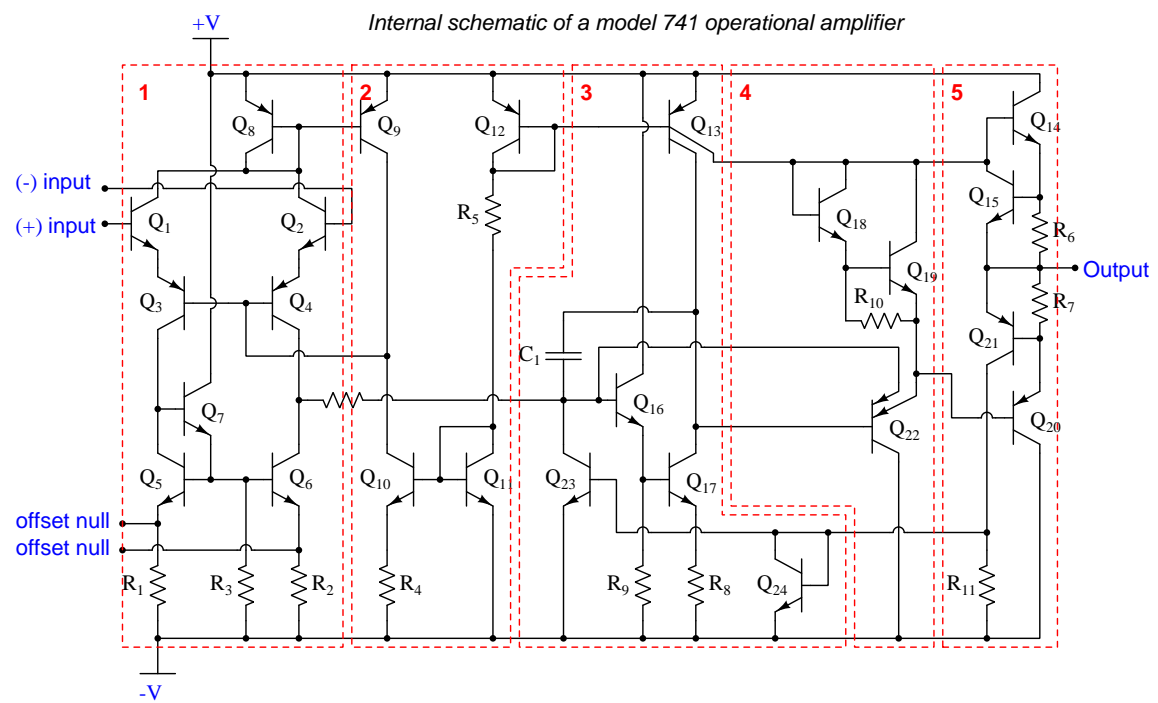 Internal schematic of a model 741 operational amplifier
+V
1
2
3
4
5
Q8
Q9
Q12
Q13
Q14
(-) input
(+) input
Q1
Q2
R5
Q15
Q18
R6
Output
Q3
Q4
Q19
R10
R7
C1
Q21
Q7
Q16
Q22
Q20
Q5
Q6
Q10
Q11
Q23
Q17
offset null
offset null
R1
R3
R2
R4
R9
R8
Q24
R11
-V